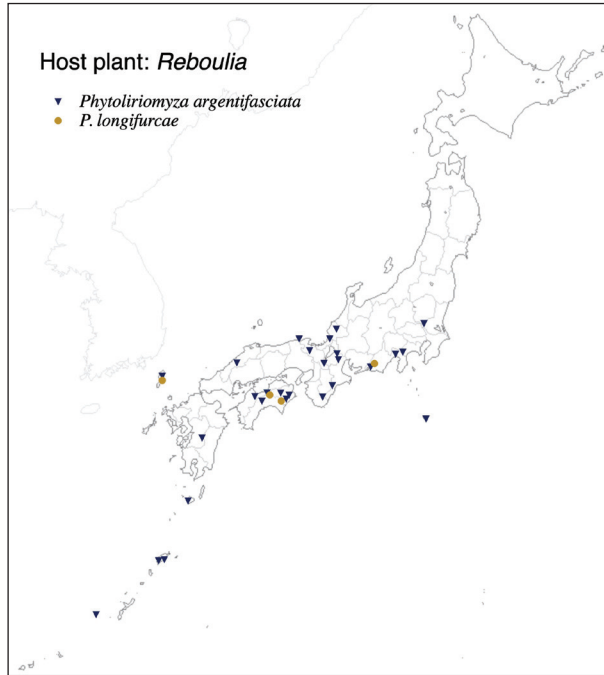 Host plant: Reboulia
Phytoliriomyza argentifasciata
P. longifurcae